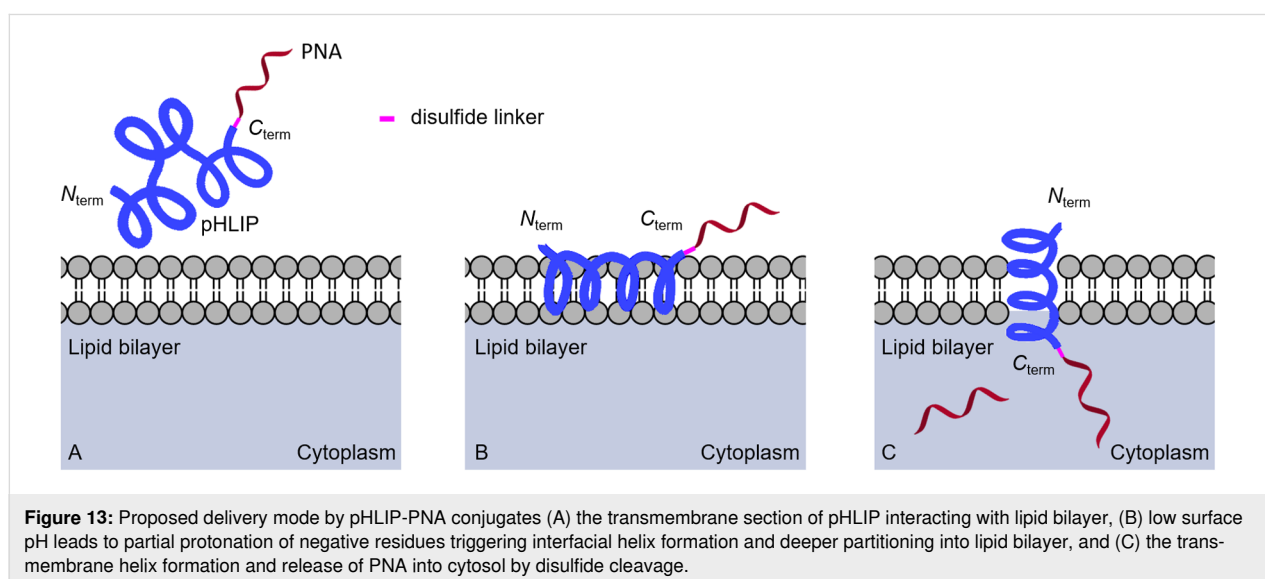 PNA
disulfide linker
Cterm
Nterm
pHLIP
Lipid bilayer
A
Cytoplasm
Nterm
Cterm
Lipid bilayer
B
Cytoplasm
Nterm
Lipid bilayer
Cterm
C
Cytoplasm
Figure 13: Proposed delivery mode by pHLIP-PNA conjugates (A) the transmembrane section of pHLIP interacting with lipid bilayer, (B) low surface
pH leads to partial protonation of negative residues triggering interfacial helix formation and deeper partitioning into lipid bilayer, and (C) the trans-
membrane helix formation and release of PNA into cytosol by disulfide cleavage.